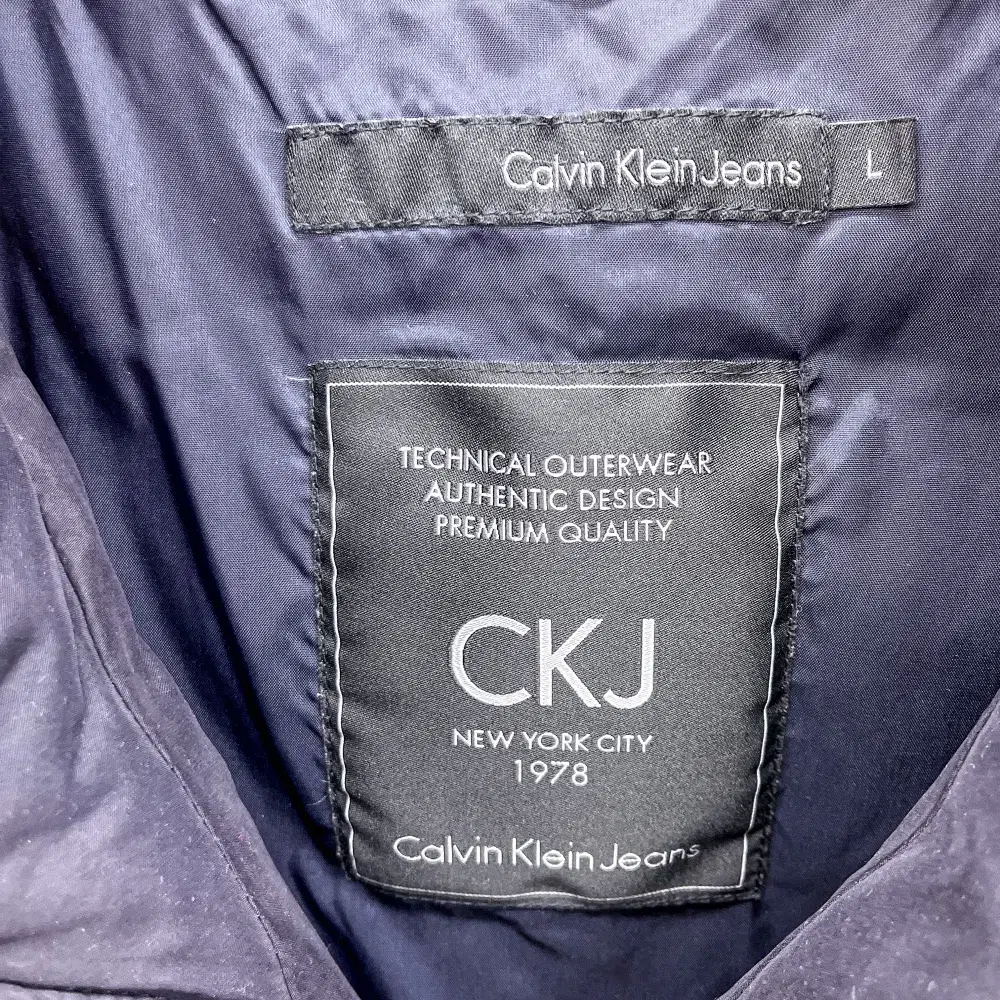 Calvin Klein Jeans
L
TECHNICAL OUTERWEAR
AUTHENTIC DESIGN
PREMIUM QUALITY
CKJ
NEW YORK CITY
1978
Calvin Klein Jeans